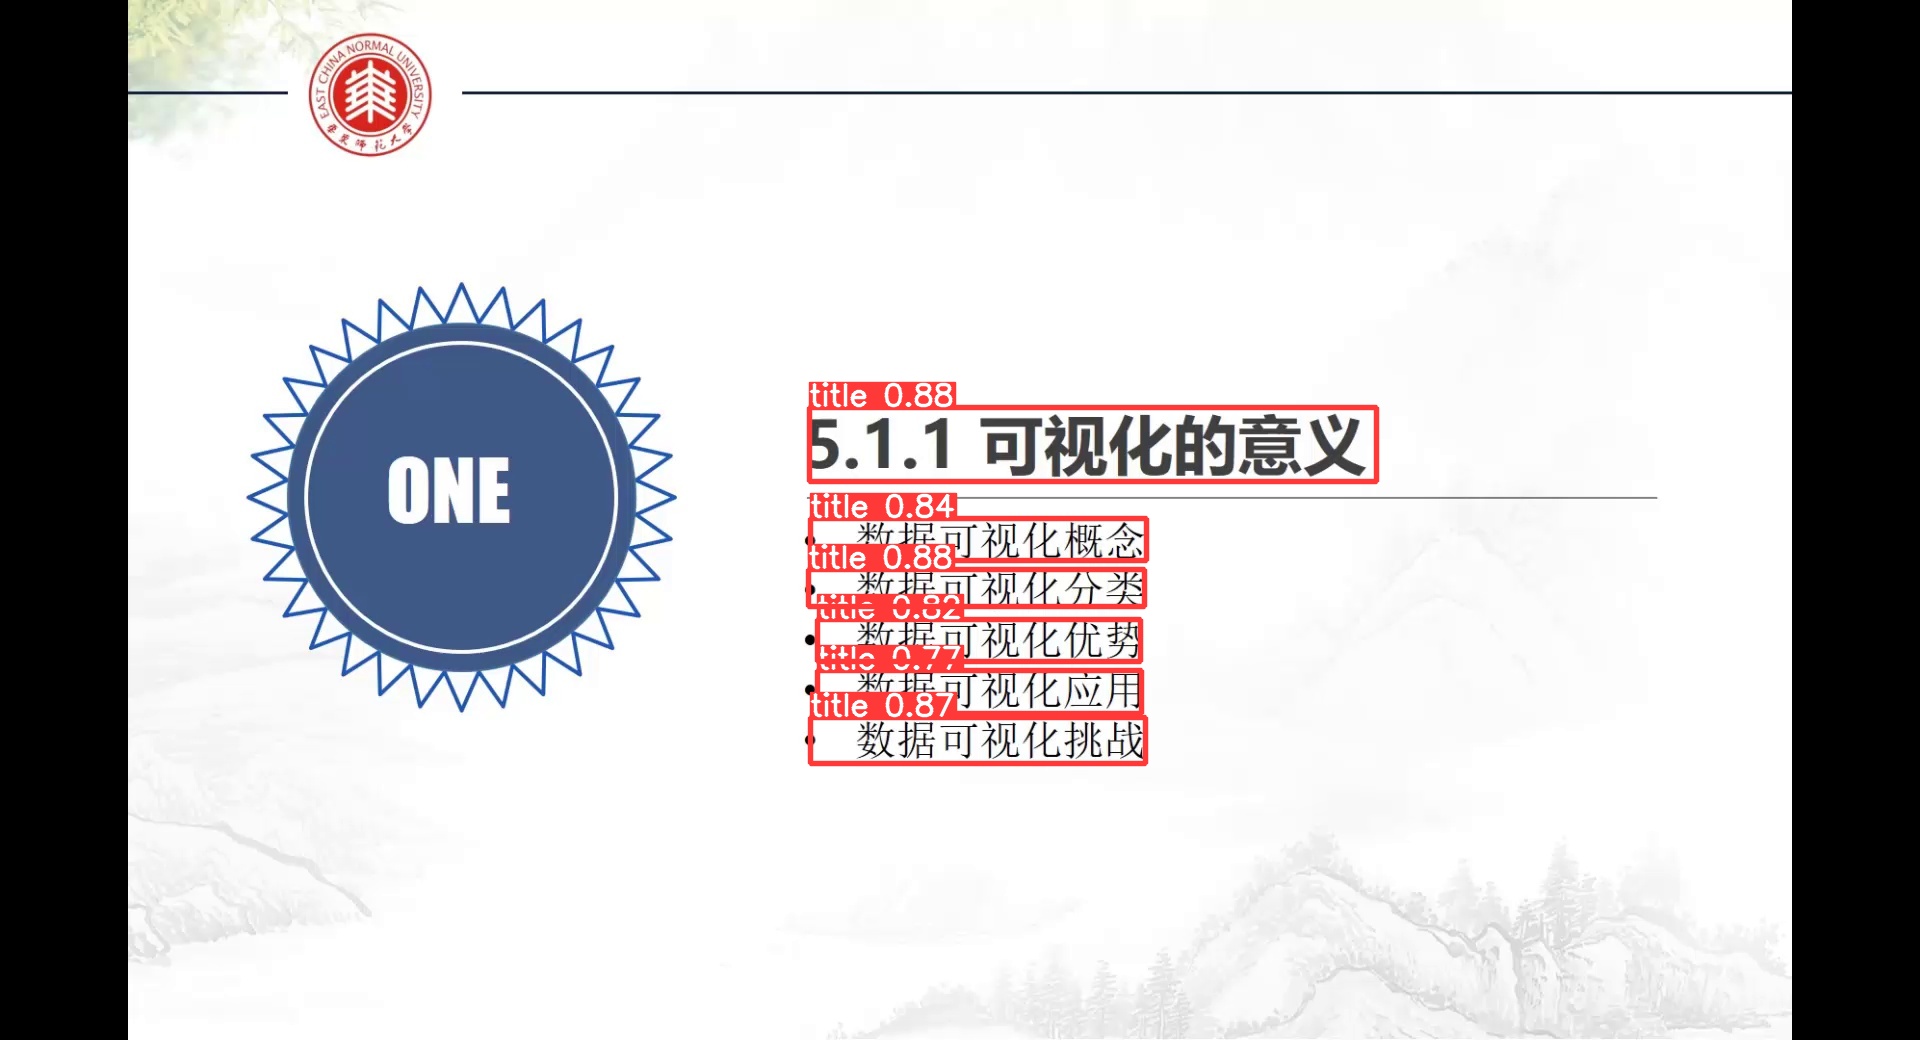 EAST CHINA NORMAL UNIVERSITY
華東師範大學
ONE
title 0.88
5.1.1 可视化的意义
title 0.84
数据可视化概念
title 0.88
数据可视化分类
title 0.82
数据可视化优势
title 0.77
数据可视化应用
title 0.87
数据可视化挑战